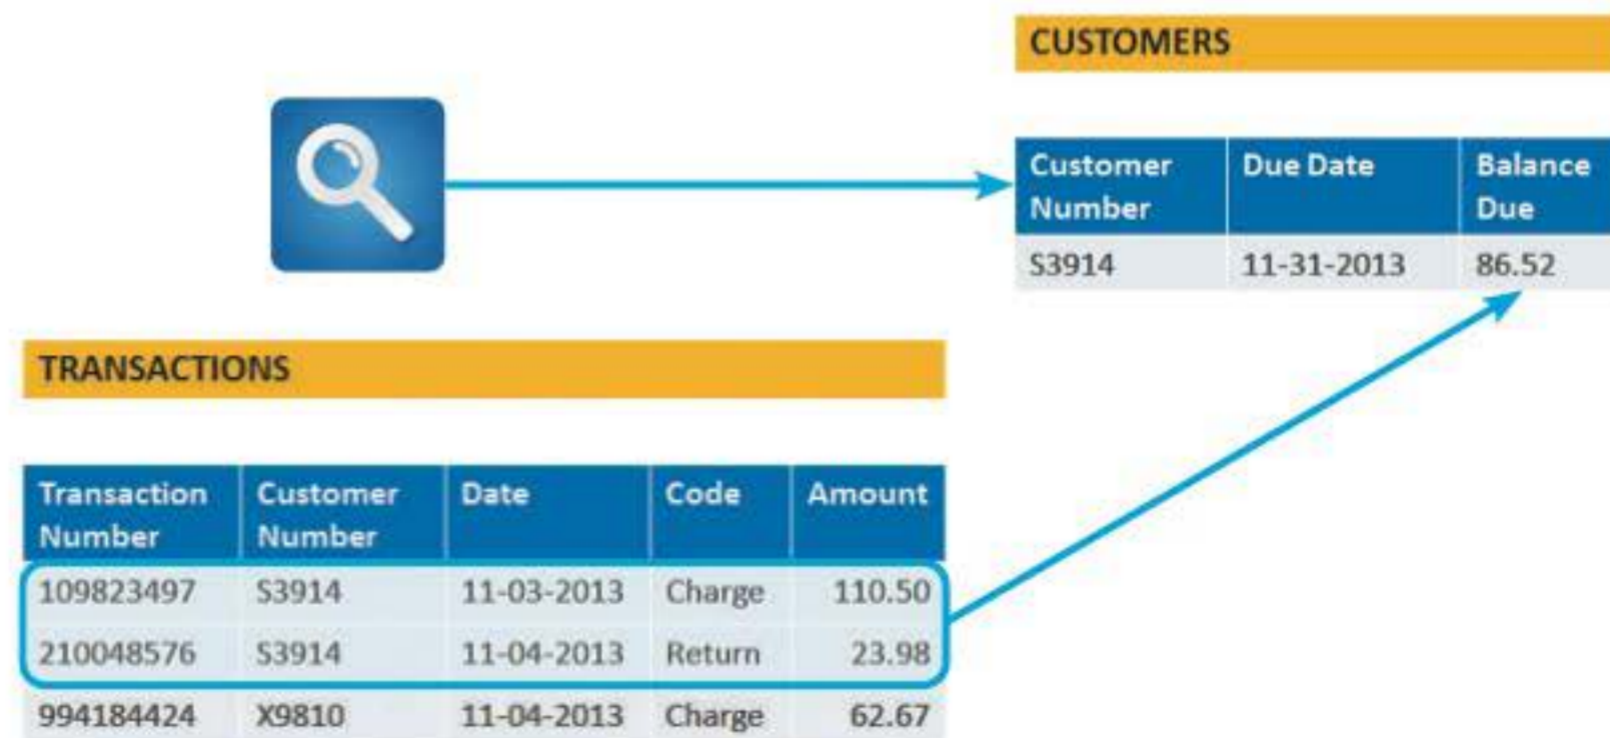 CUSTOMERS
Customer Number Due Date Balance Due
S3914 11-31-2013 86.52
TRANSACTIONS
Transaction Number Customer Number Date Code Amount
109823497 S3914 11-03-2013 Charge 110.50
210048576 S3914 11-04-2013 Return 23.98
994184424 X9810 11-04-2013 Charge 62.67